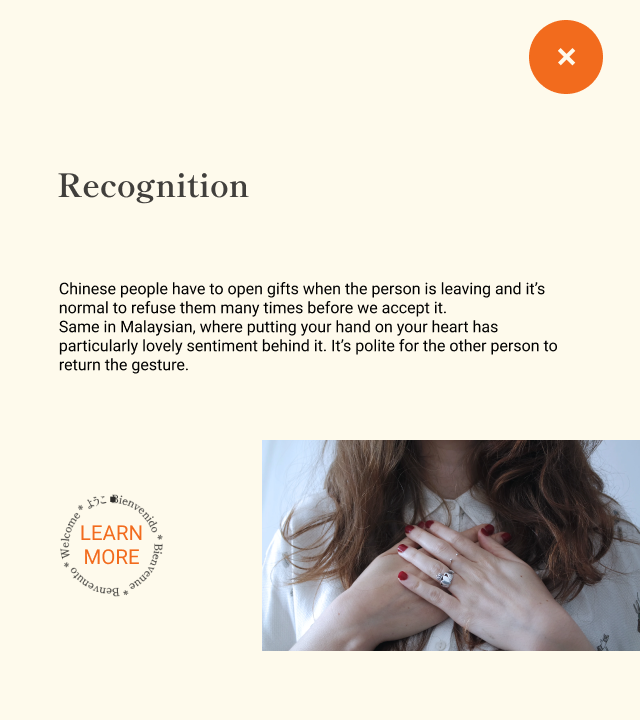 Recognition
Chinese people have to open gifts when the person is leaving and it’s
normal to refuse them many times before we accept it.
Same in Malaysian, where putting your hand on your heart has
particularly lovely sentiment behind it. It’s polite for the other person to
return the gesture.
Welcome * ようこ Bienvenido * Bienvenue * Benvenuto *
LEARN
MORE